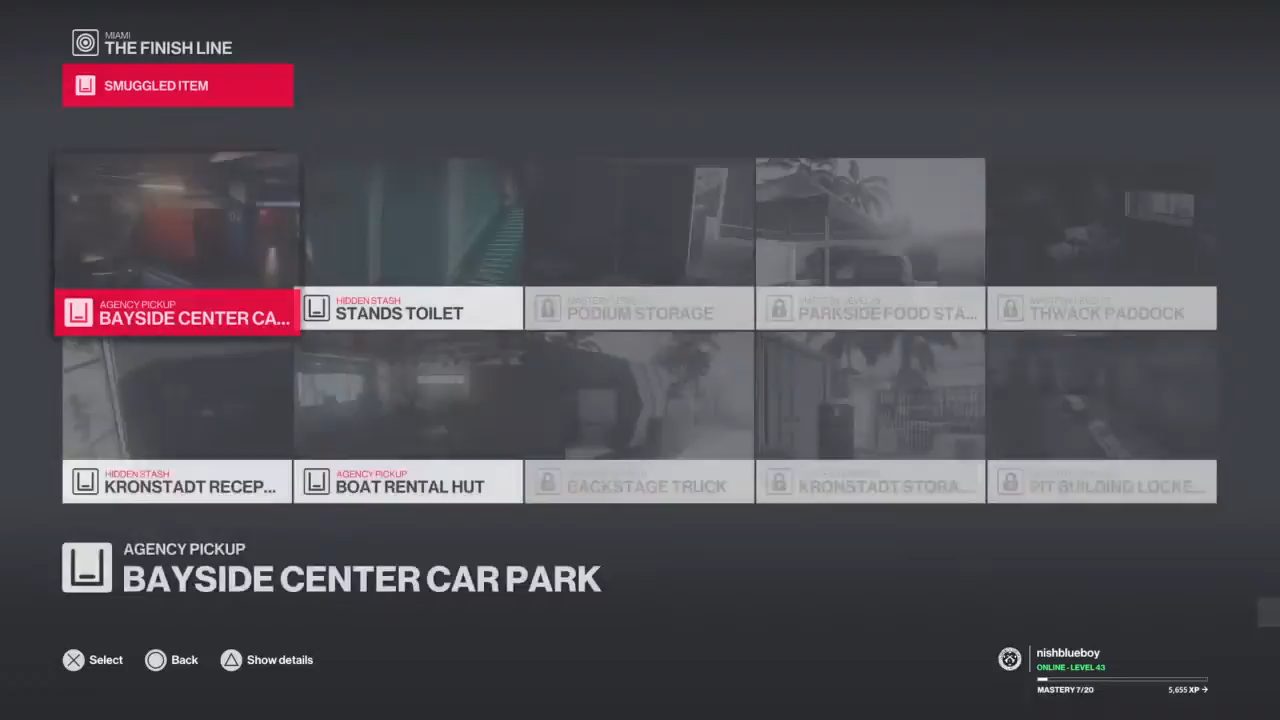 MIAMI
THE FINISH LINE
SMUGGLED ITEM
AGENCY PICKUP
BAYSIDE CENTER CA...
HIDDEN STASH
STANDS TOILET
PODIUM STORAGE
PARKSIDE FOOD STA...
THWACK PADDOCK
HIDDEN STASH
KRONSTADT RECEP...
AGENCY PICKUP
BOAT RENTAL HUT
BACKSTAGE TRUCK
KRONSTADT STORA...
PIT BUILDING LOCKE...
AGENCY PICKUP
BAYSIDE CENTER CAR PARK
Select
Back
Show details
nishblueboy
ONLINE - LEVEL 43
MASTERY 7/20
5,655 XP →